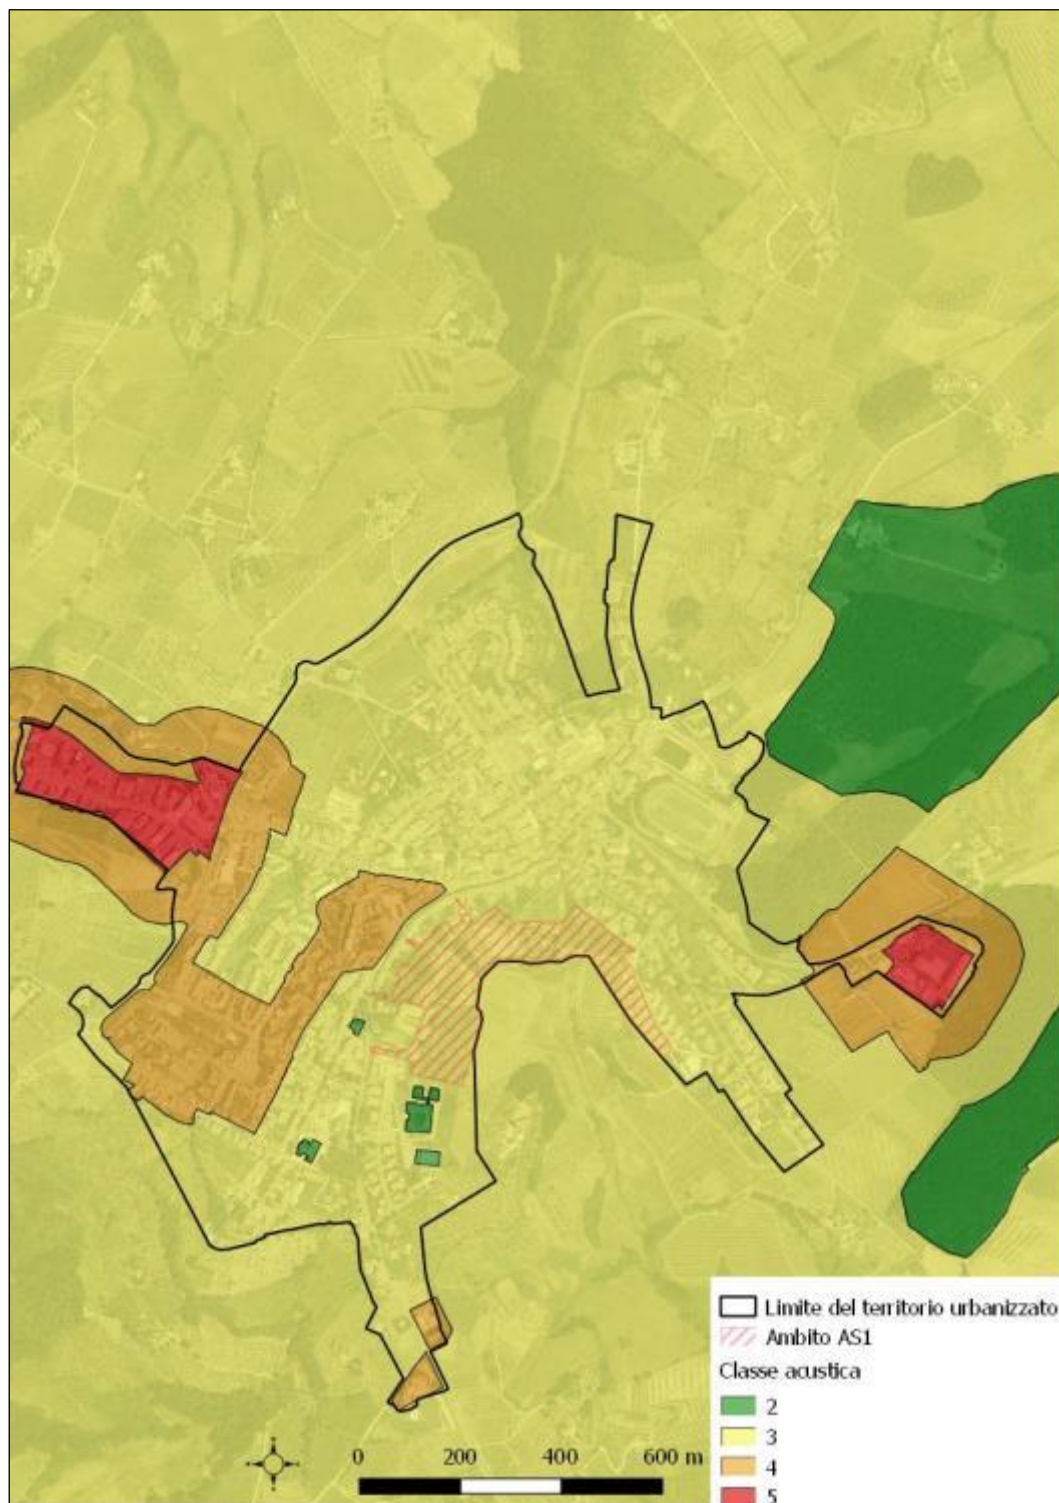 Limite del territorio urbanizzato
Ambito AS1
Classe acustica
2
3
4
5
0 200 400 600 m